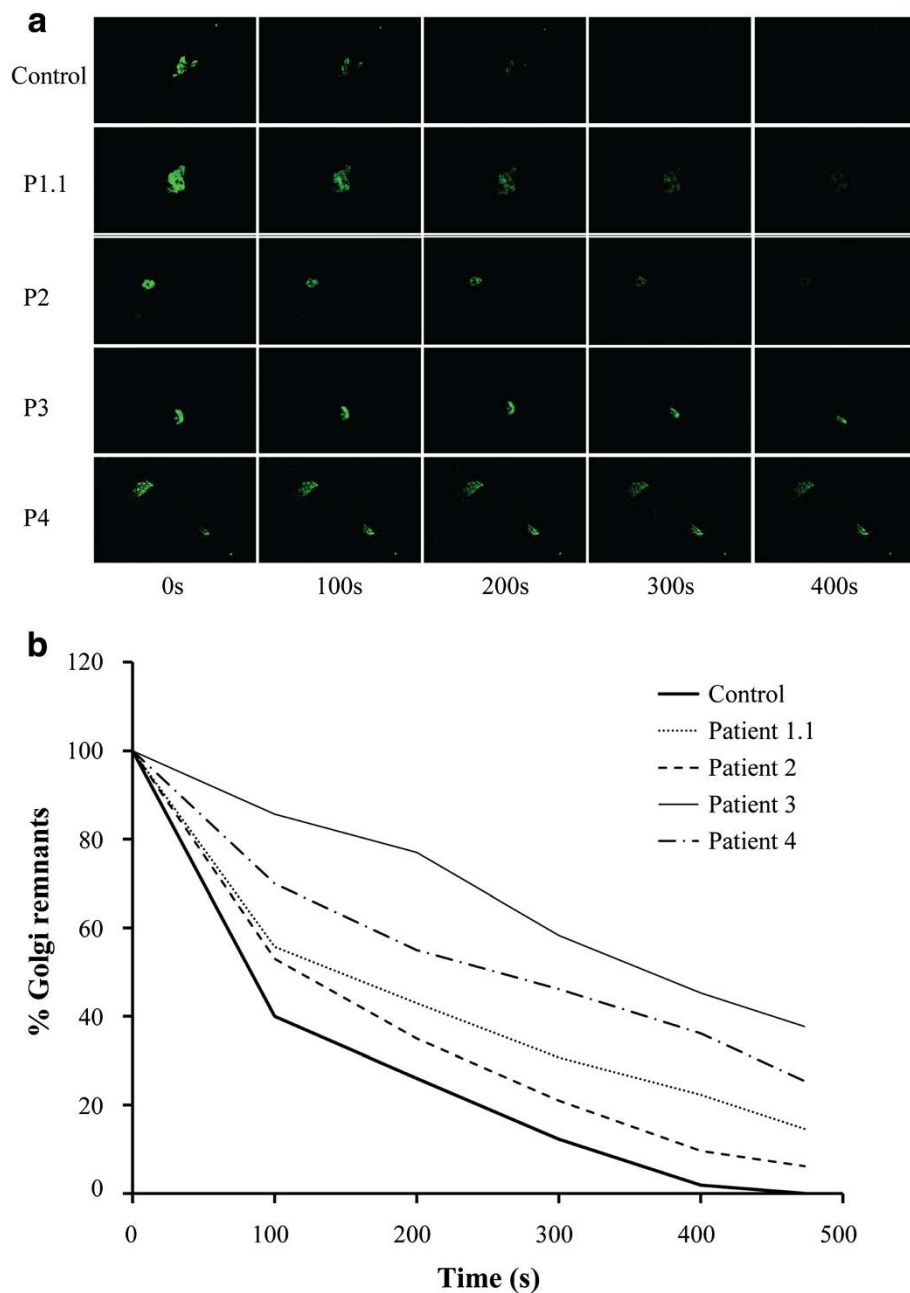 a
Control
P1.1
P2
P3
P4
0s 100s 200s 300s 400s
b
120
100
80
60
40
20
0
% Golgi remnants
Control
Patient 1.1
Patient 2
Patient 3
Patient 4
0 100 200 300 400 500
Time (s)